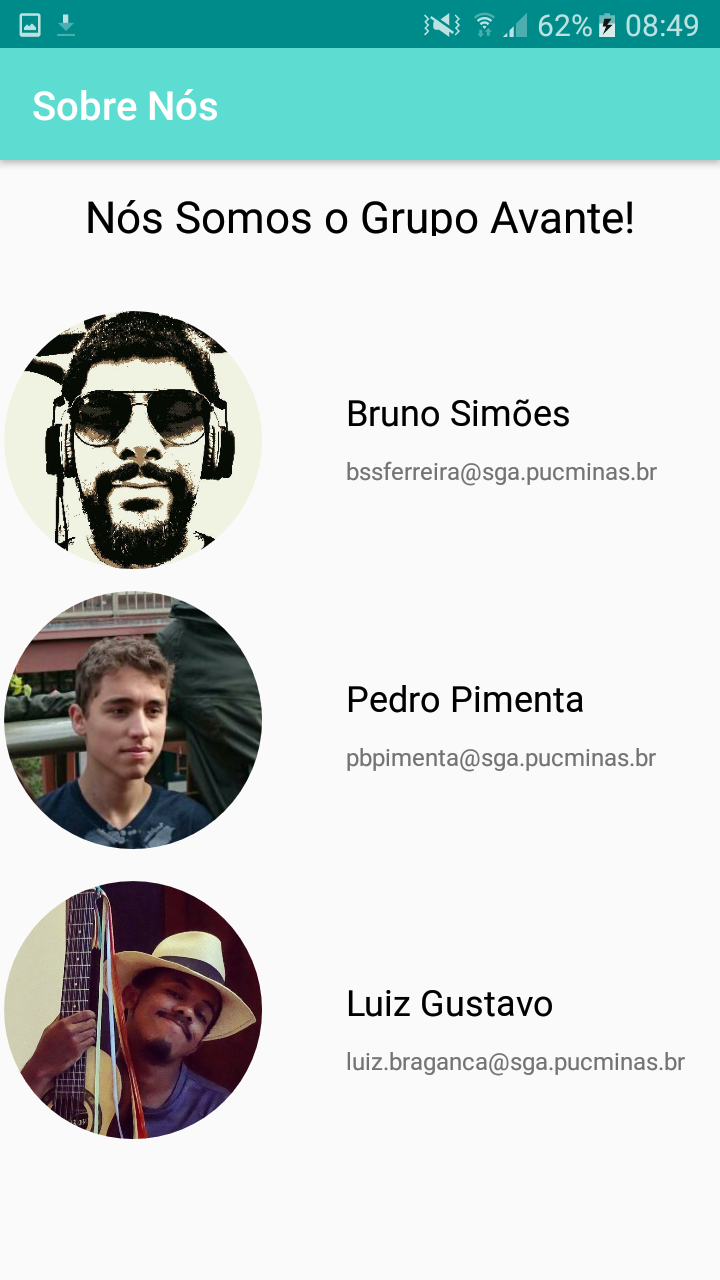 62% 08:49
Sobre Nós
Nós Somos o Grupo Avante!
Bruno Simões
bssferreira@sga.pucminas.br
Pedro Pimenta
pbpimenta@sga.pucminas.br
Luiz Gustavo
luiz.braganca@sga.pucminas.br